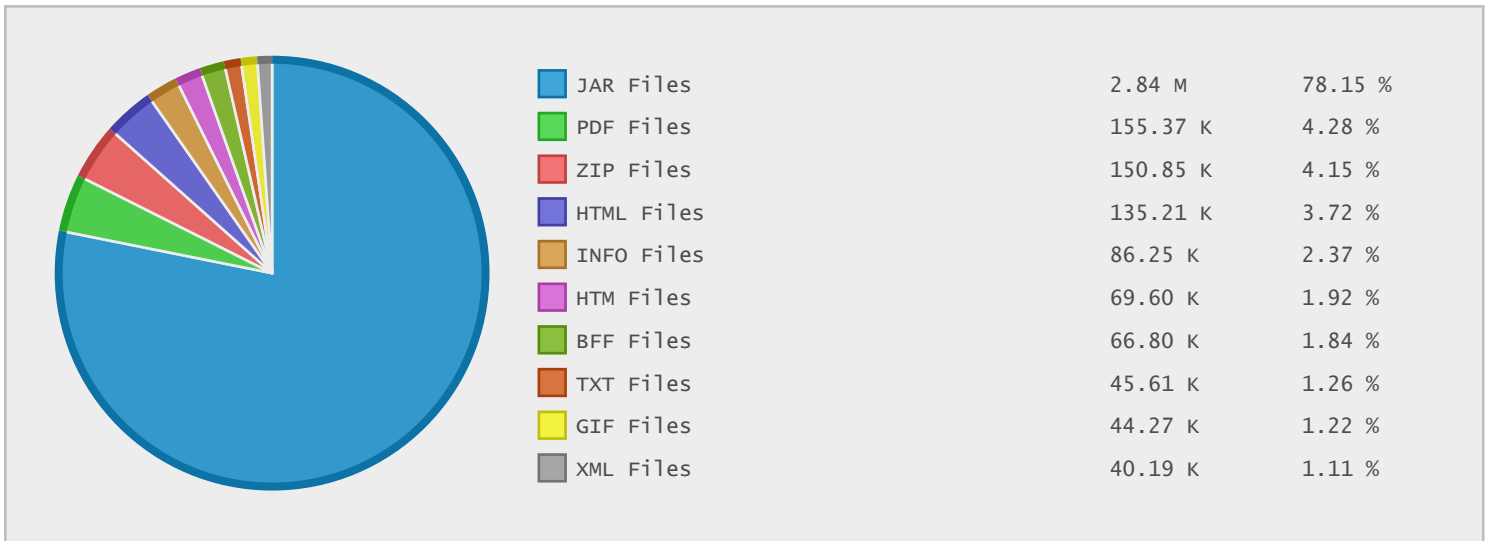 JAR Files 2.84 M 78.15 %
PDF Files 155.37 K 4.28 %
ZIP Files 150.85 K 4.15 %
HTML Files 135.21 K 3.72 %
INFO Files 86.25 K 2.37 %
HTM Files 69.60 K 1.92 %
BFF Files 66.80 K 1.84 %
TXT Files 45.61 K 1.26 %
GIF Files 44.27 K 1.22 %
XML Files 40.19 K 1.11 %